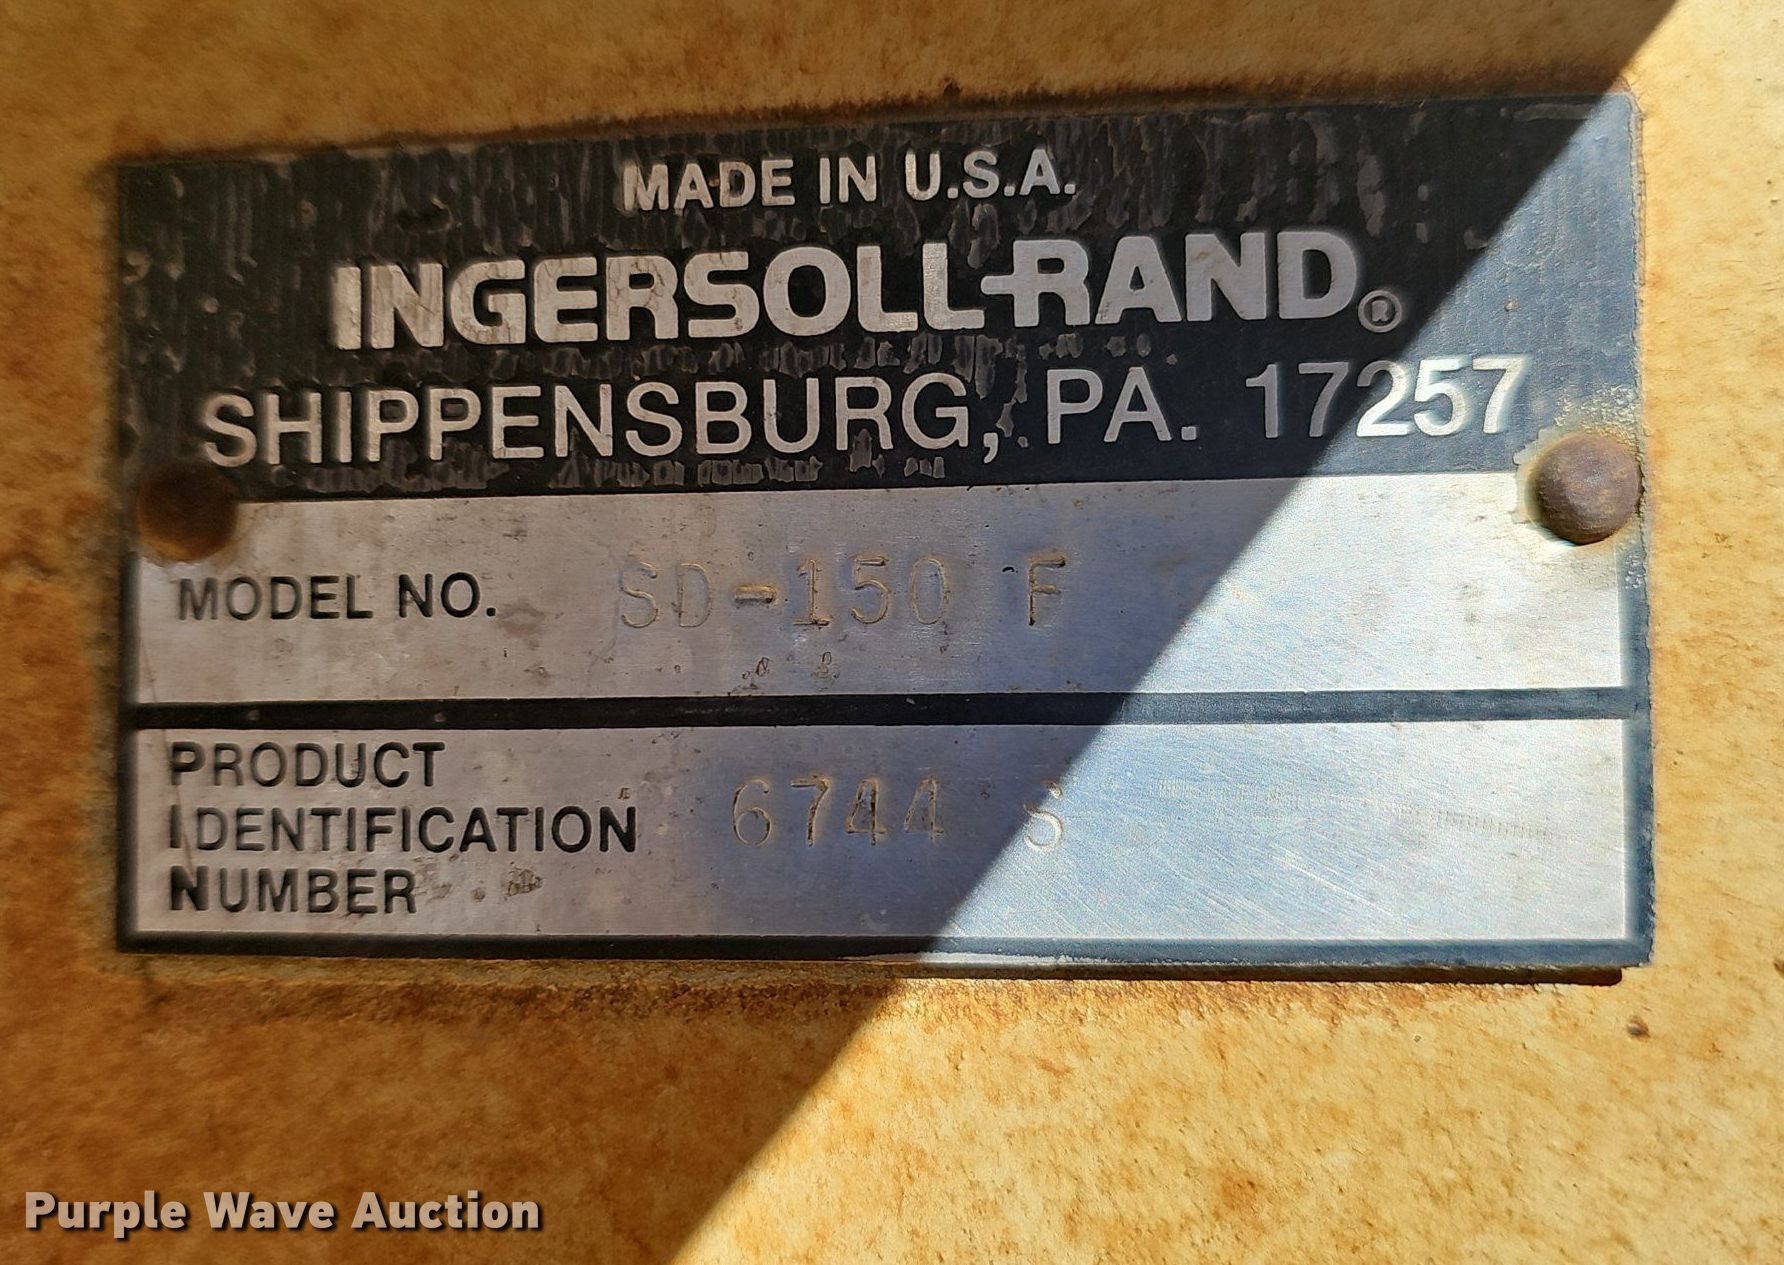 MADE IN U.S.A.
INGERSOLL-RAND®
SHIPPENSBURG, PA. 17257
MODEL NO. SD-150 F
PRODUCT
IDENTIFICATION 6744 S
NUMBER
Purple Wave Auction